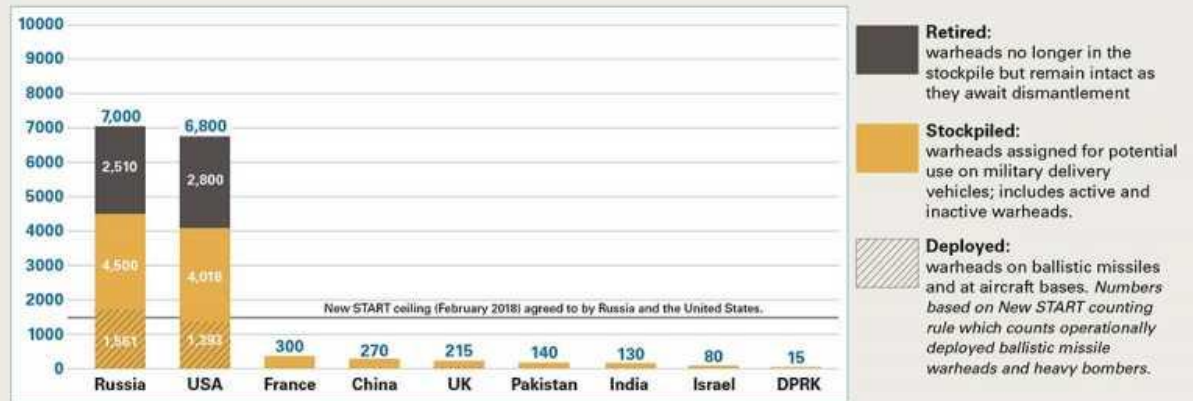 10000
9000
8000
7000
6000
5000
4000
3000
2000
1000
0
7,000
2,510
4,500
1,561
6,800
2,800
4,018
1,393
New START ceiling (February 2018) agreed to by Russia and the United States.
300
270
215
140
130
80
15
Russia
USA
France
China
UK
Pakistan
India
Israel
DPRK
Retired:
warheads no longer in the
stockpile but remain intact as
they await dismantlement
Stockpiled:
warheads assigned for potential
use on military delivery
vehicles; includes active and
inactive warheads.
Deployed:
warheads on ballistic missiles
and at aircraft bases. Numbers
based on New START counting
rule which counts operationally
deployed ballistic missile
warheads and heavy bombers.